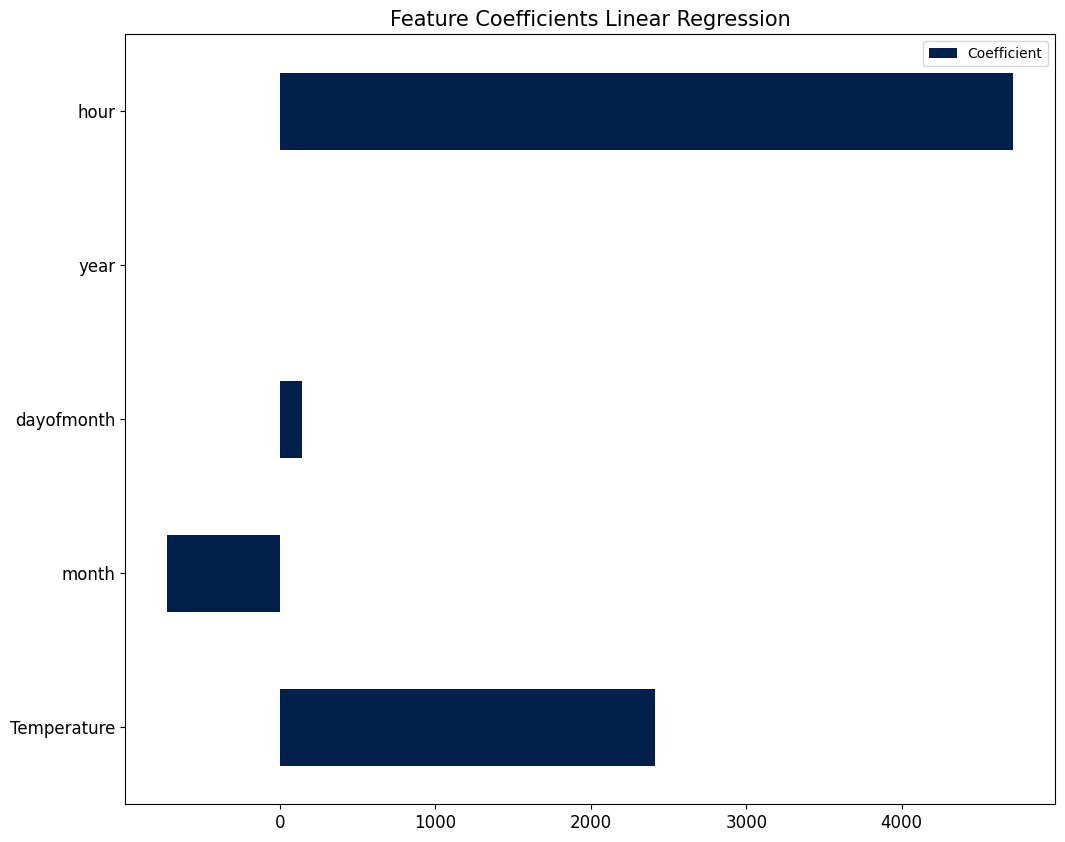 Feature Coefficients Linear Regression
Coefficient
hour
year
dayofmonth
month
Temperature
0 1000 2000 3000 4000